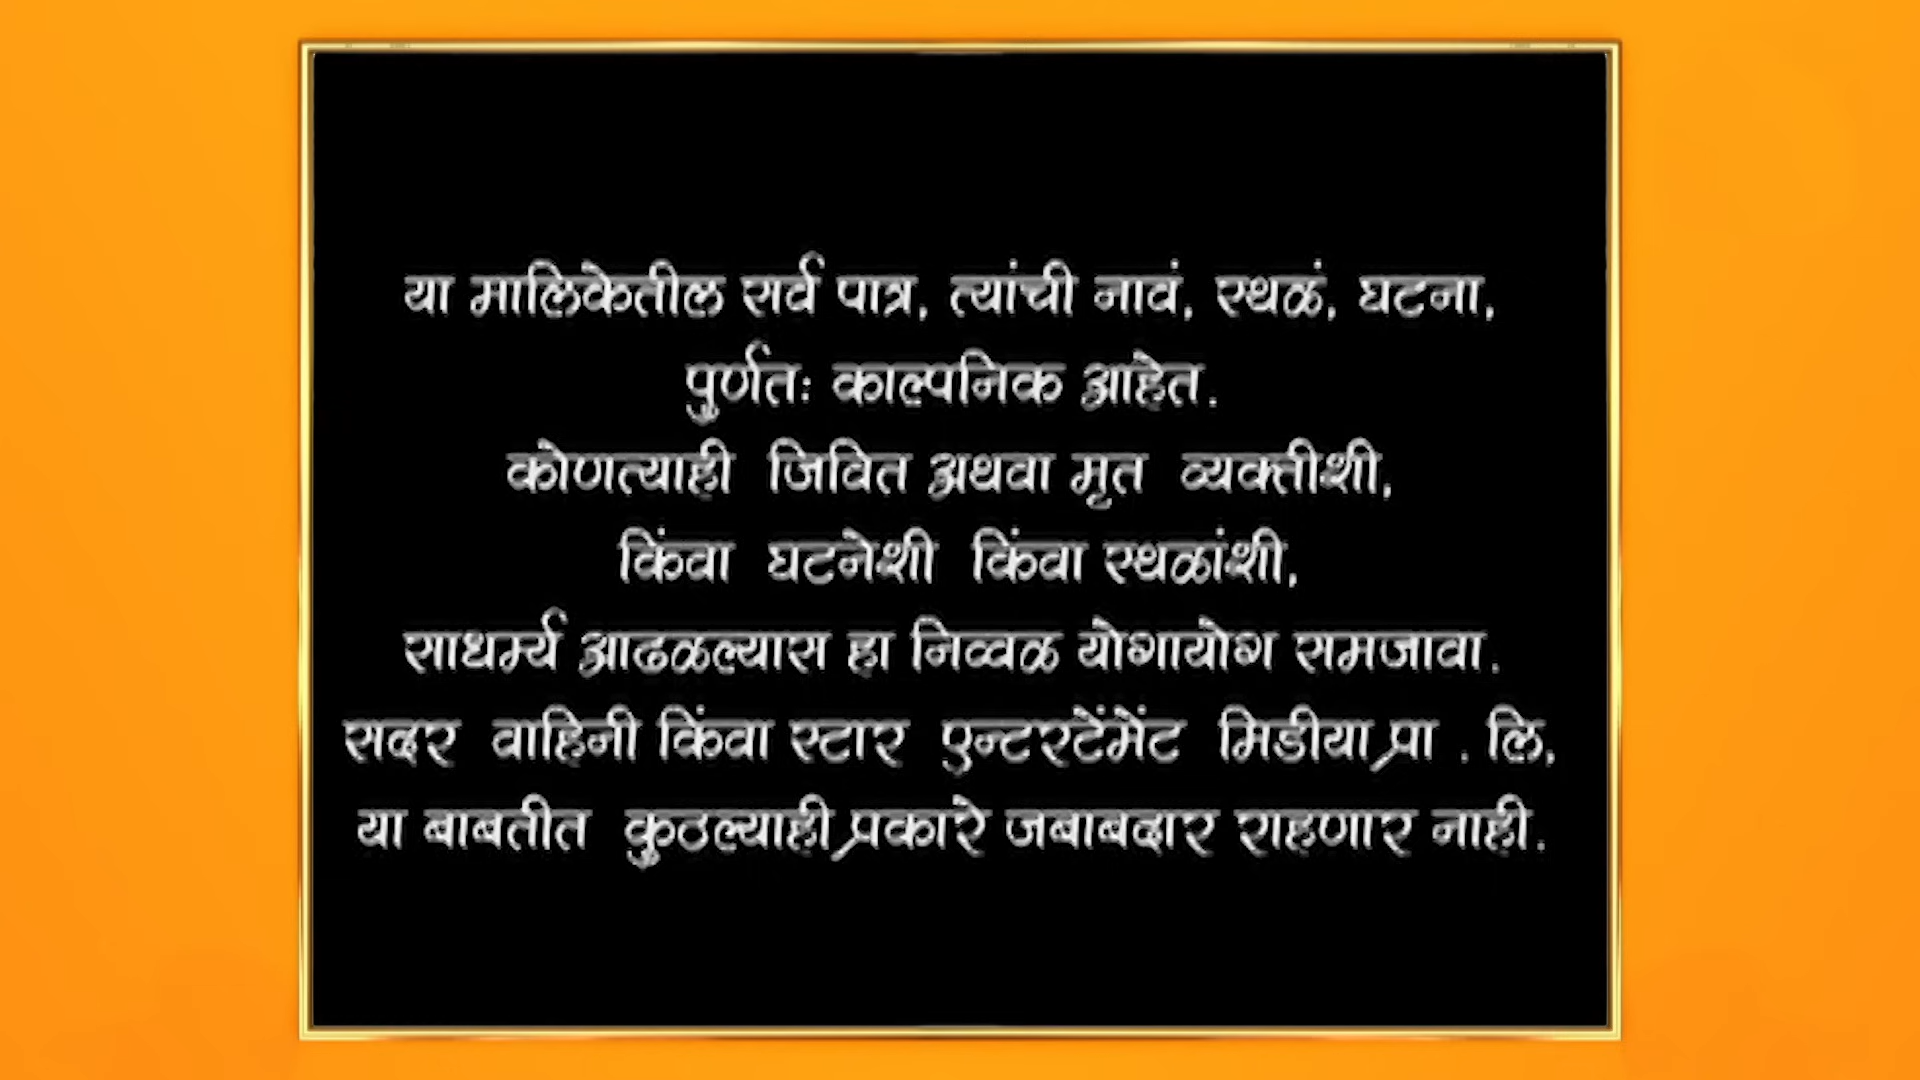 या मालिकेतील सर्व पात्र, त्यांची नावं, स्थळं, घटना,
पुर्णतः काल्पनिक आहेत.
कोणत्याही जिवित अथवा मृत व्यक्तीशी,
किंवा घटनेशी किंवा स्थळांशी,
साधर्म्य आढळल्यास हा निव्वळ योगायोग समजावा.
सदर वाहिनी किंवा स्टार एन्टरटेंमेंट मिडीया प्रा . लि,
या बाबतीत कुठल्याही प्रकारे जबाबदार राहणार नाही.